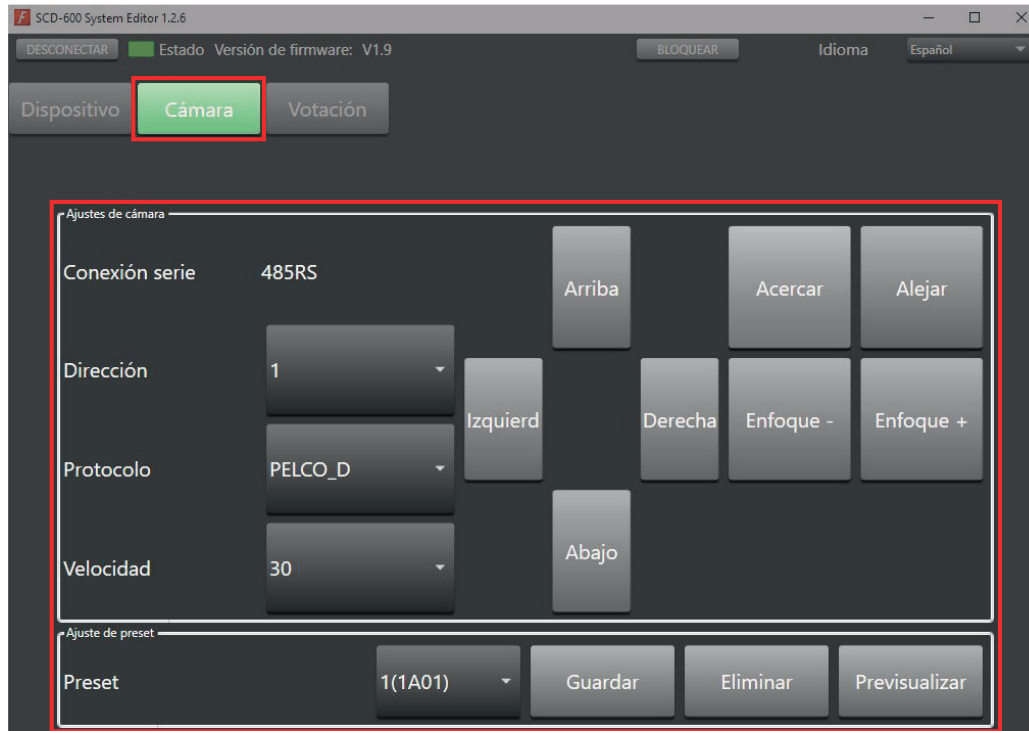 SCD-600 System Editor 1.2.6
DESCONECTAR Estado Versión de firmware: V1.9 BLOQUEAR Idioma Español
Dispositivo Cámara Votación
Ajustes de cámara
Conexión serie 485RS Arriba Acercar Alejar
Dirección 1
Izquierd Derecha Enfoque - Enfoque +
Protocolo PELCO_D
Abajo
Velocidad 30
Ajuste de preset
Preset 1(1A01) Guardar Eliminar Previsualizar